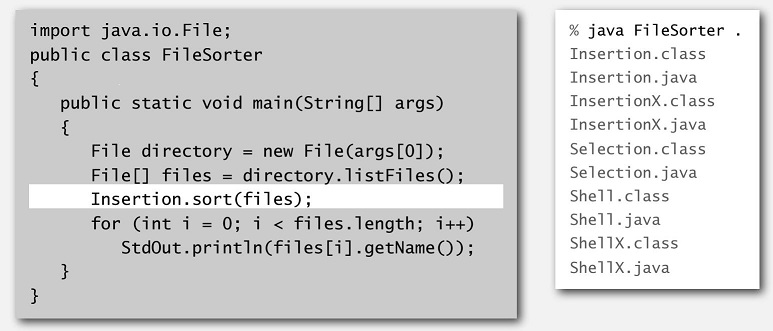 import java.io.File;
public class FileSorter
{
public static void main(String[] args)
{
File directory = new File(args[0]);
File[] files = directory.listFiles();
Insertion.sort(files);
for (int i = 0; i < files.length; i++)
StdOut.println(files[i].getName());
}
}
% java FileSorter .
Insertion.class
Insertion.java
InsertionX.class
InsertionX.java
Selection.class
Selection.java
Shell.class
Shell.java
ShellX.class
ShellX.java